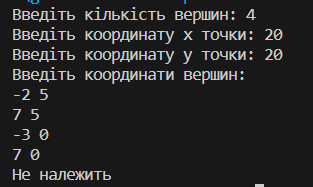 Введіть кількість вершин: 4
Введіть координату x точки: 20
Введіть координату y точки: 20
Введіть координати вершин:
-2 5
7 5
-3 0
7 0
Не належить